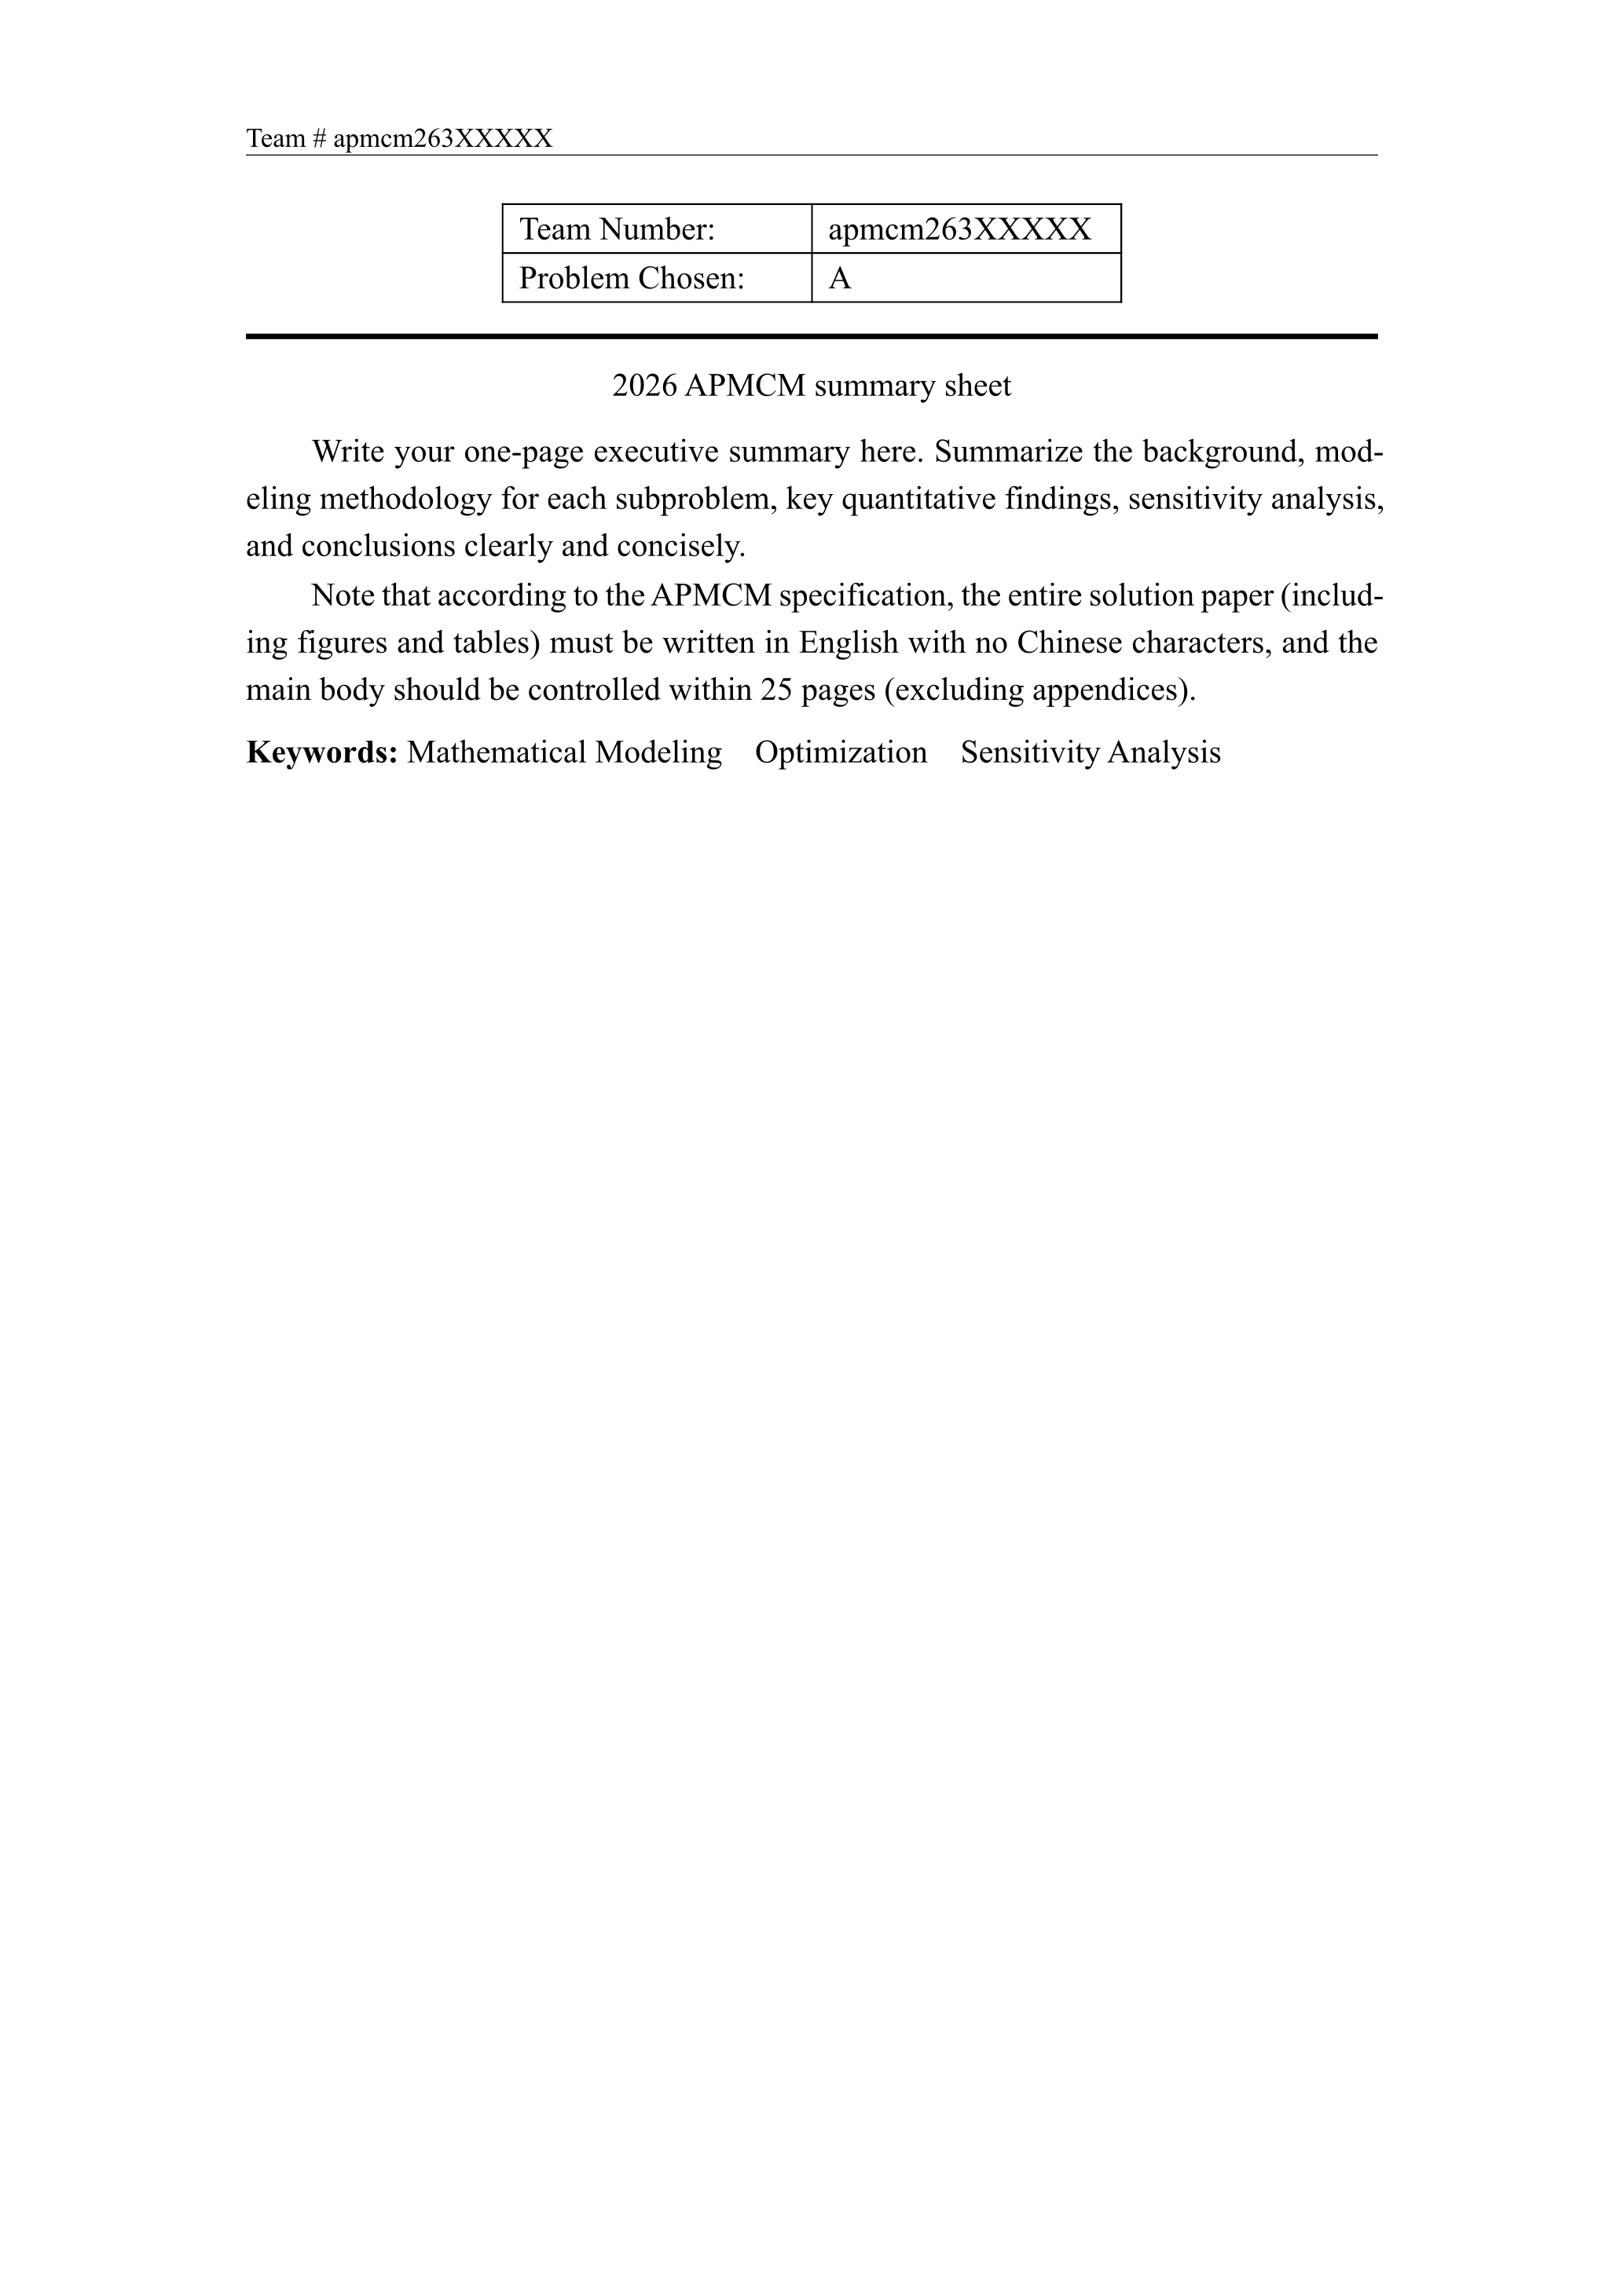 Team # apmcm263XXXXX
Team Number: apmcm263XXXXX
Problem Chosen: A
2026 APMCM summary sheet
Write your one-page executive summary here. Summarize the background, mod-
eling methodology for each subproblem, key quantitative findings, sensitivity analysis,
and conclusions clearly and concisely.
Note that according to the APMCM specification, the entire solution paper (includ-
ing figures and tables) must be written in English with no Chinese characters, and the
main body should be controlled within 25 pages (excluding appendices).
Keywords: Mathematical Modeling Optimization Sensitivity Analysis